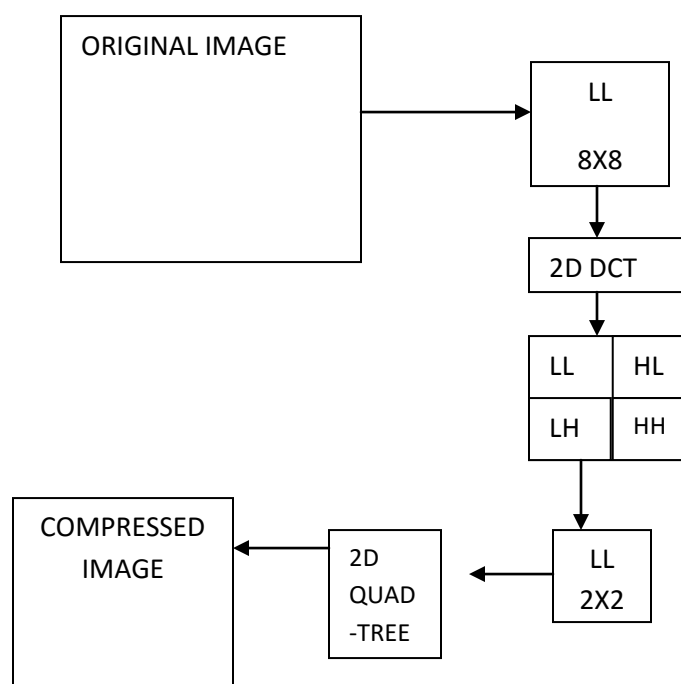 ORIGINAL IMAGE
LL
8X8
2D DCT
LL
HL
LH
HH
LL
2X2
2D
QUAD
-TREE
COMPRESSED
IMAGE